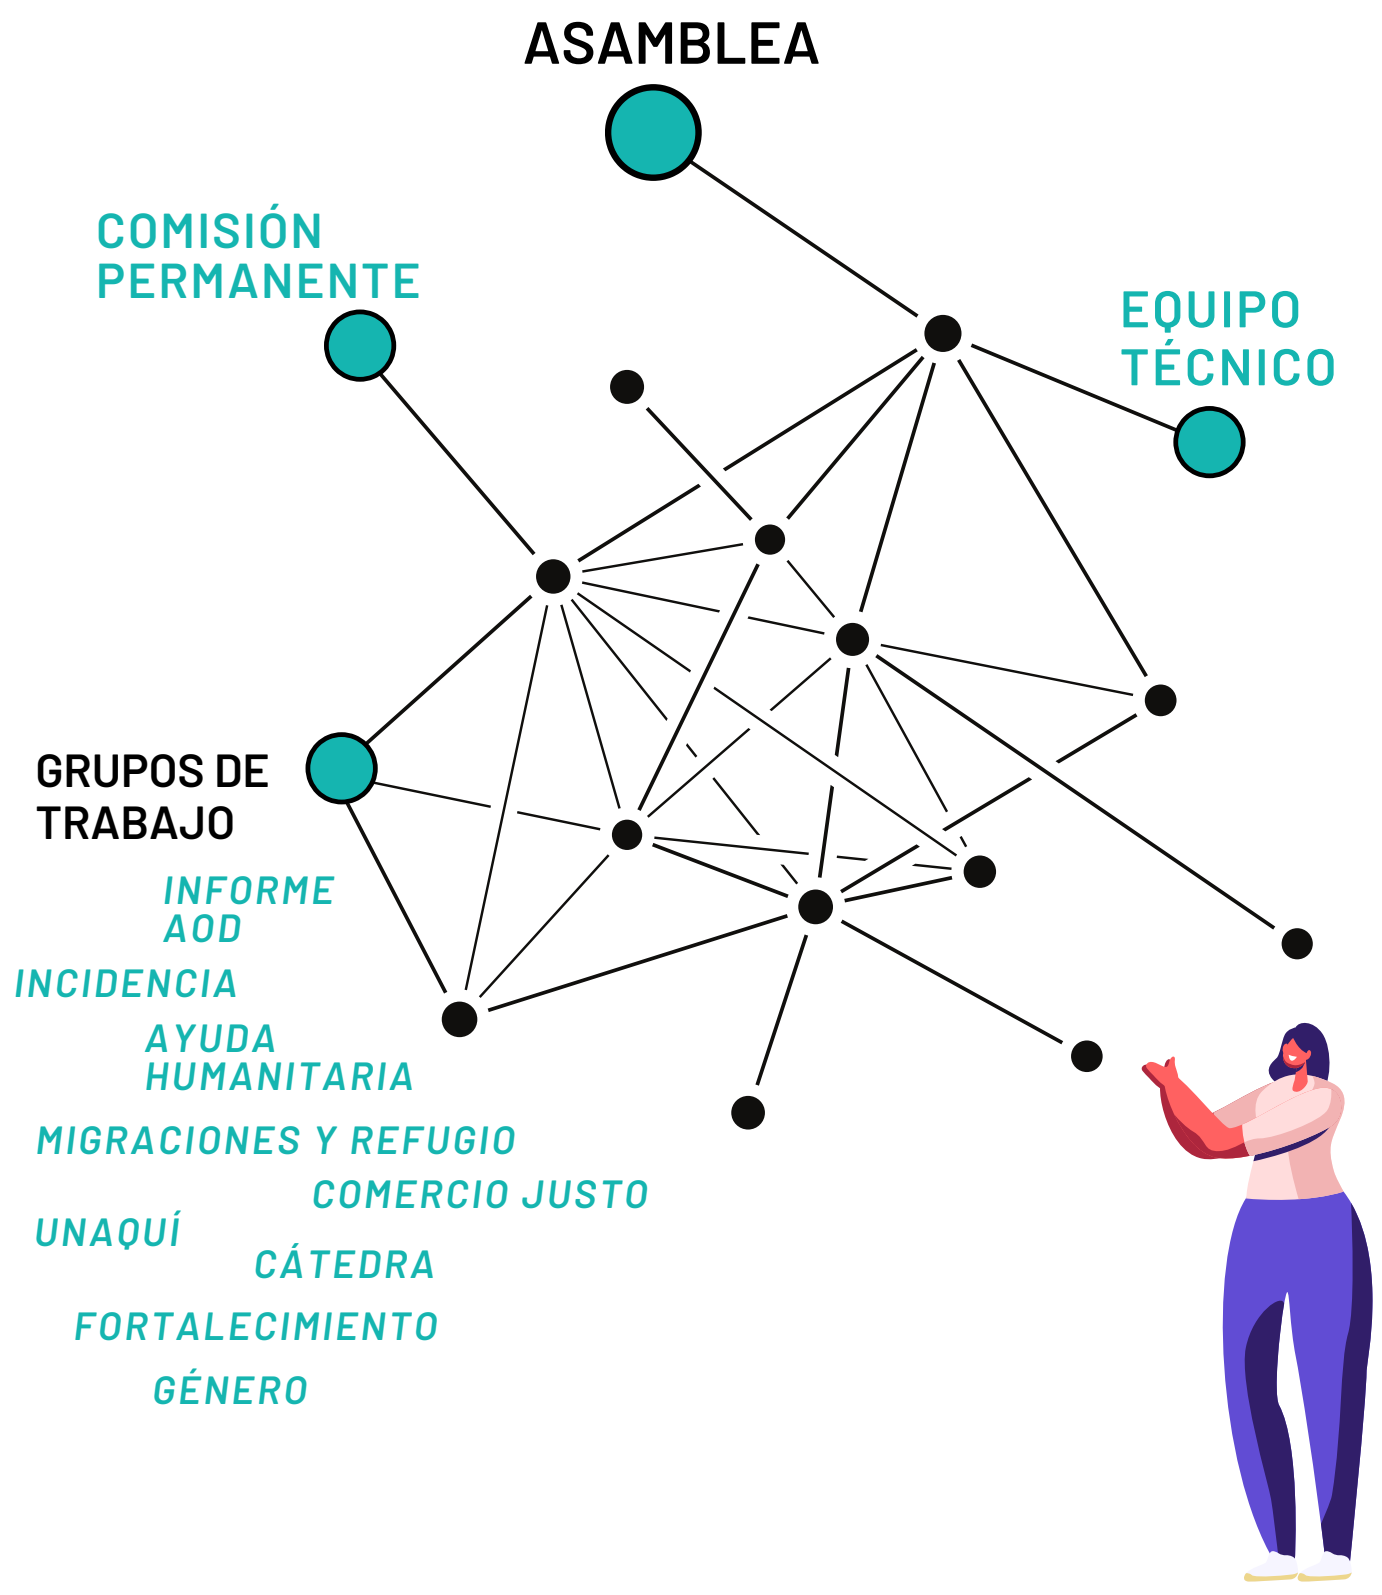 ASAMBLEA
COMISIÓN
PERMANENTE
EQUIPO
TÉCNICO
GRUPOS DE
TRABAJO
INFORME
AOD
INCIDENCIA
AYUDA
HUMANITARIA
MIGRACIONES Y REFUGIO
COMERCIO JUSTO
UNAQUÍ
CÁTEDRA
FORTALECIMIENTO
GÉNERO